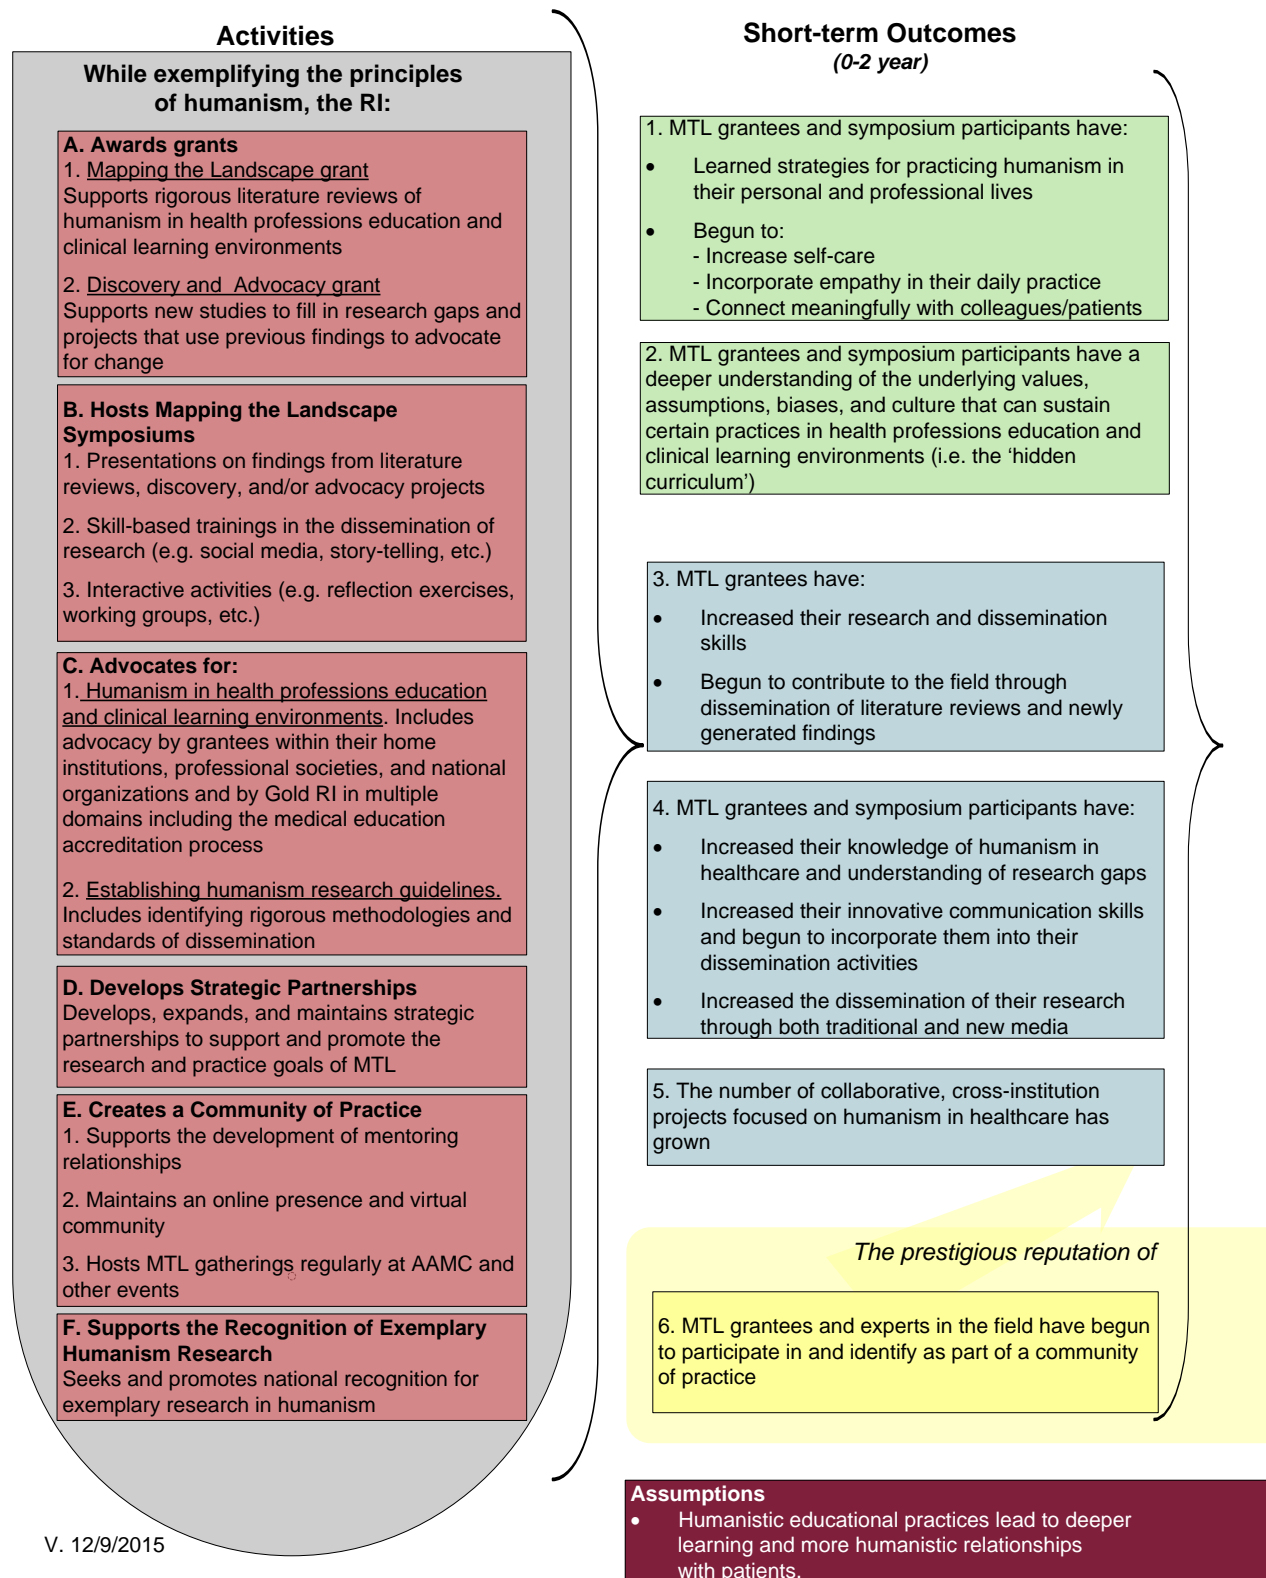 Activities
While exemplifying the principles
of humanism, the RI:
A. Awards grants
1. Mapping the Landscape grant
Supports rigorous literature reviews of
humanism in health professions education and
clinical learning environments
2. Discovery and  Advocacy grant
Supports new studies to fill in research gaps and
projects that use previous findings to advocate
for change
B. Hosts Mapping the Landscape
Symposiums
1. Presentations on findings from literature
reviews, discovery, and/or advocacy projects
2. Skill-based trainings in the dissemination of
research (e.g. social media, story-telling, etc.)
3. Interactive activities (e.g. reflection exercises,
working groups, etc.)
C. Advocates for:
1. Humanism in health professions education
and clinical learning environments. Includes
advocacy by grantees within their home
institutions, professional societies, and national
organizations and by Gold RI in multiple
domains including the medical education
accreditation process
2. Establishing humanism research guidelines.
Includes identifying rigorous methodologies and
standards of dissemination
D. Develops Strategic Partnerships
Develops, expands, and maintains strategic
partnerships to support and promote the
research and practice goals of MTL
E. Creates a Community of Practice
1. Supports the development of mentoring
relationships
2. Maintains an online presence and virtual
community
3. Hosts MTL gatherings regularly at AAMC and
other events
F. Supports the Recognition of Exemplary
Humanism Research
Seeks and promotes national recognition for
exemplary research in humanism
V. 12/9/2015
Short-term Outcomes
(0-2 year)
1. MTL grantees and symposium participants have:
• Learned strategies for practicing humanism in
their personal and professional lives
• Begun to:
- Increase self-care
- Incorporate empathy in their daily practice
- Connect meaningfully with colleagues/patients
2. MTL grantees and symposium participants have a
deeper understanding of the underlying values,
assumptions, biases, and culture that can sustain
certain practices in health professions education and
clinical learning environments (i.e. the ‘hidden
curriculum’)
3. MTL grantees have:
• Increased their research and dissemination
skills
• Begun to contribute to the field through
dissemination of literature reviews and newly
generated findings
4. MTL grantees and symposium participants have:
• Increased their knowledge of humanism in
healthcare and understanding of research gaps
• Increased their innovative communication skills
and begun to incorporate them into their
dissemination activities
• Increased the dissemination of their research
through both traditional and new media
5. The number of collaborative, cross-institution
projects focused on humanism in healthcare has
grown
The prestigious reputation of
6. MTL grantees and experts in the field have begun
to participate in and identify as part of a community
of practice
Assumptions
• Humanistic educational practices lead to deeper
learning and more humanistic relationships
with patients.